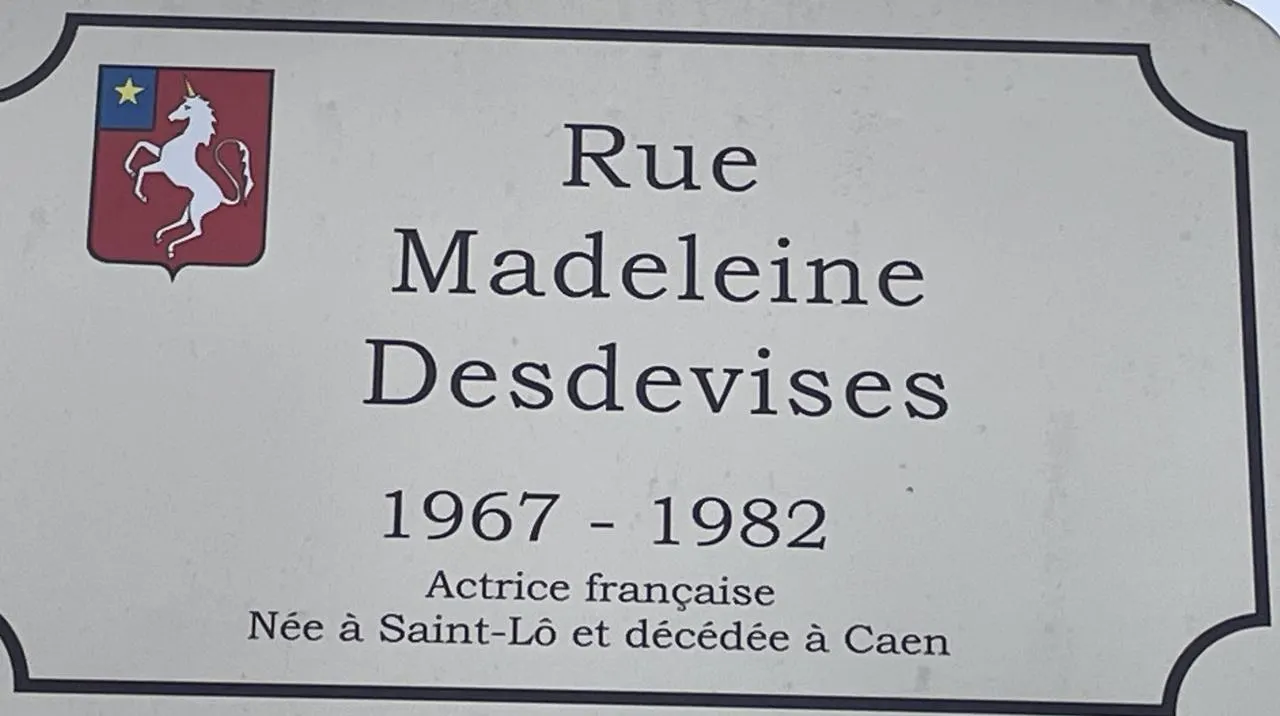 Rue
Madeleine
Desdevises
1967 - 1982
Actrice française
Née à Saint-Lô et décédée à Caen